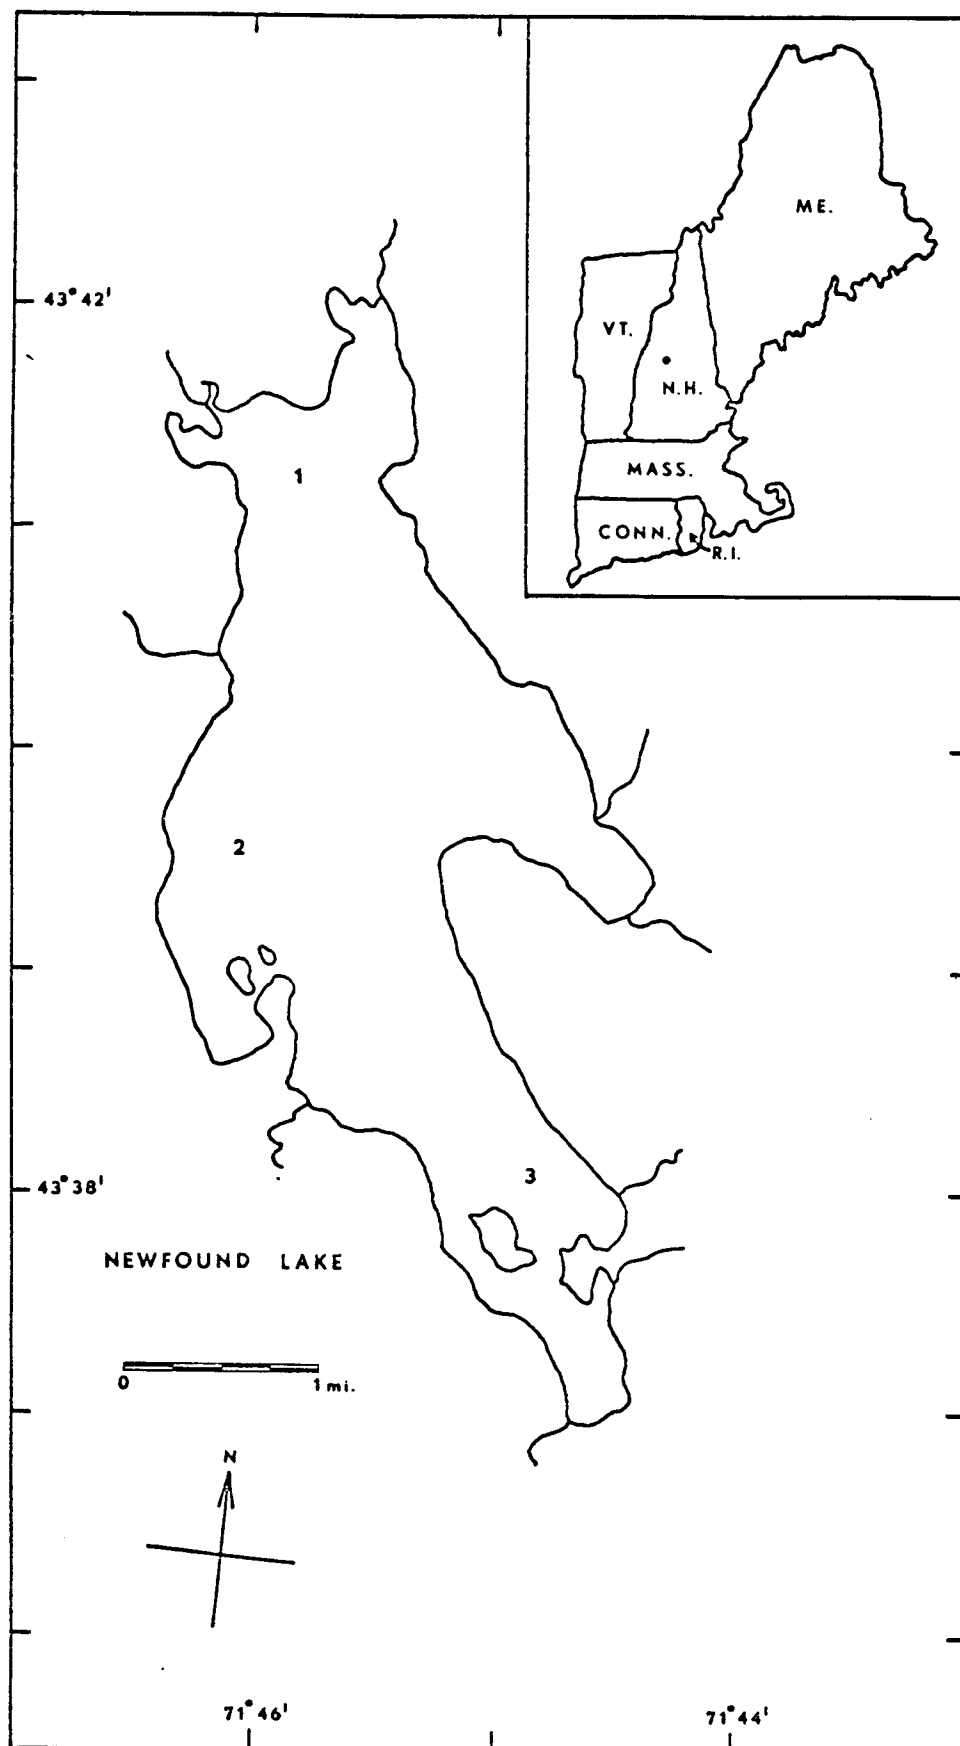 ME.
43°42'
VT.
N.H.
1
MASS.
CONN.
R.I.
2
3
43°38'
NEWFOUND LAKE
0 1 mi.
N
71°46' 71°44'